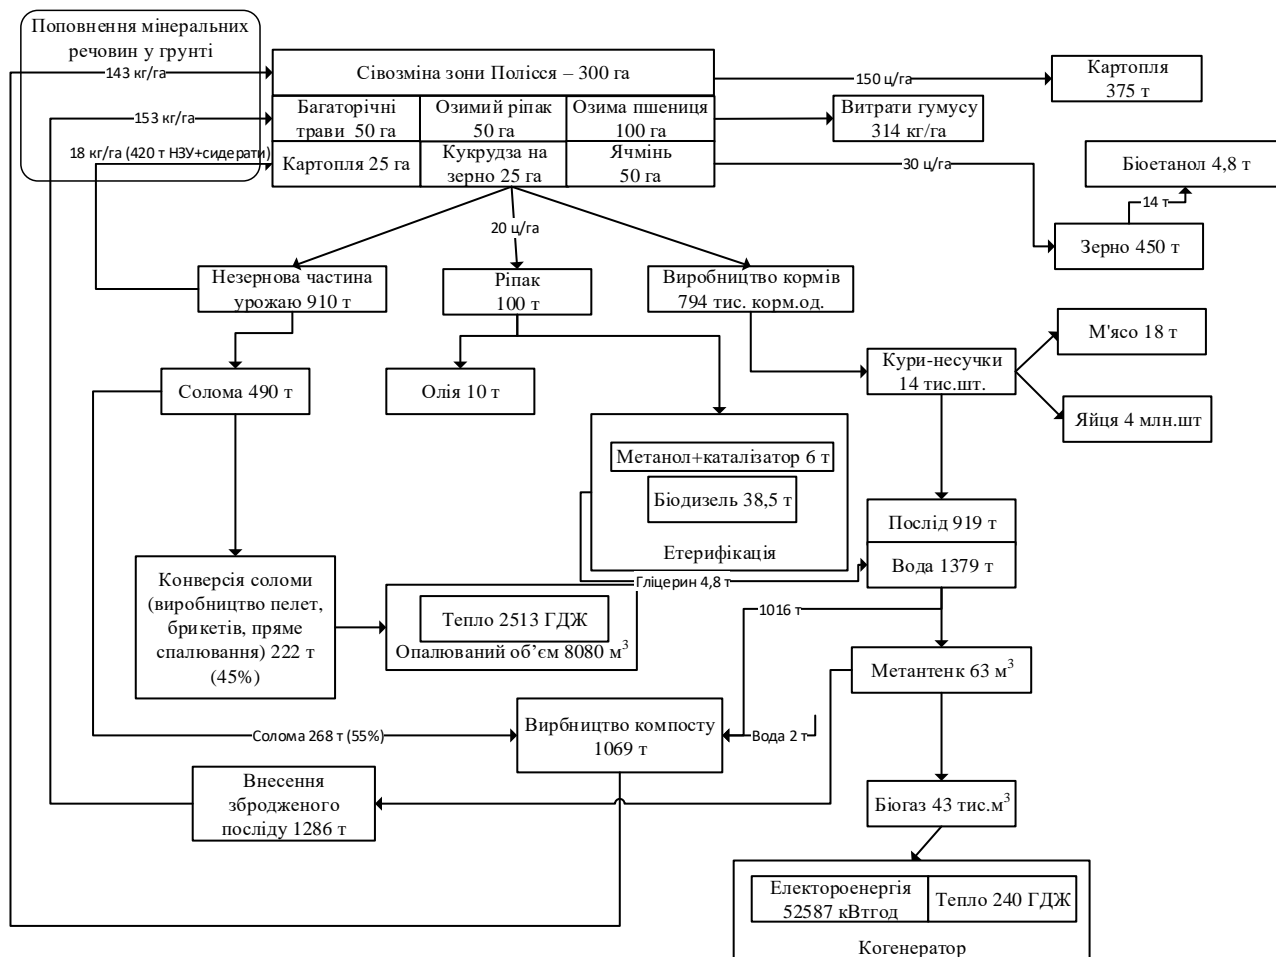 Поповнення мінеральних
речовин у грунті
143 кг/га
153 кг/га
18 кг/га (420 т НЗУ+сидерати)
Сівозміна зони Полісся – 300 га
Багаторічні
трави 50 га
Озимий ріпак
50 га
Озима пшениця
100 га
Картопля 25 га
Кукрудза на
зерно 25 га
Ячмінь
50 га
150 ц/га
Картопля
375 т
Витрати гумусу
314 кг/га
30 ц/га
Біоетанол 4,8 т
14 т
Зерно 450 т
20 ц/га
Незернова частина
урожаю 910 т
Ріпак
100 т
Виробництво кормів
794 тис. корм.од.
М'ясо 18 т
Кури-несучки
14 тис.шт.
Яйця 4 млн.шт
Солома 490 т
Олія 10 т
Метанол+каталізатор 6 т
Біодизель 38,5 т
Етерифікація
Послід 919 т
Вода 1379 т
Гліцерин 4,8 т
Конверсія соломи
(виробництво пелет,
брикетів, пряме
спалювання) 222 т
(45%)
Тепло 2513 ГДЖ
Опалюваний об’єм 8080 м³
1016 т
Метантенк 63 м³
Солома 268 т (55%)
Вирбництво компосту
1069 т
Вода 2 т
Внесення
збродженого
посліду 1286 т
Біогаз 43 тис.м³
Електороенергія
52587 кВтгод
Тепло 240 ГДЖ
Когенератор